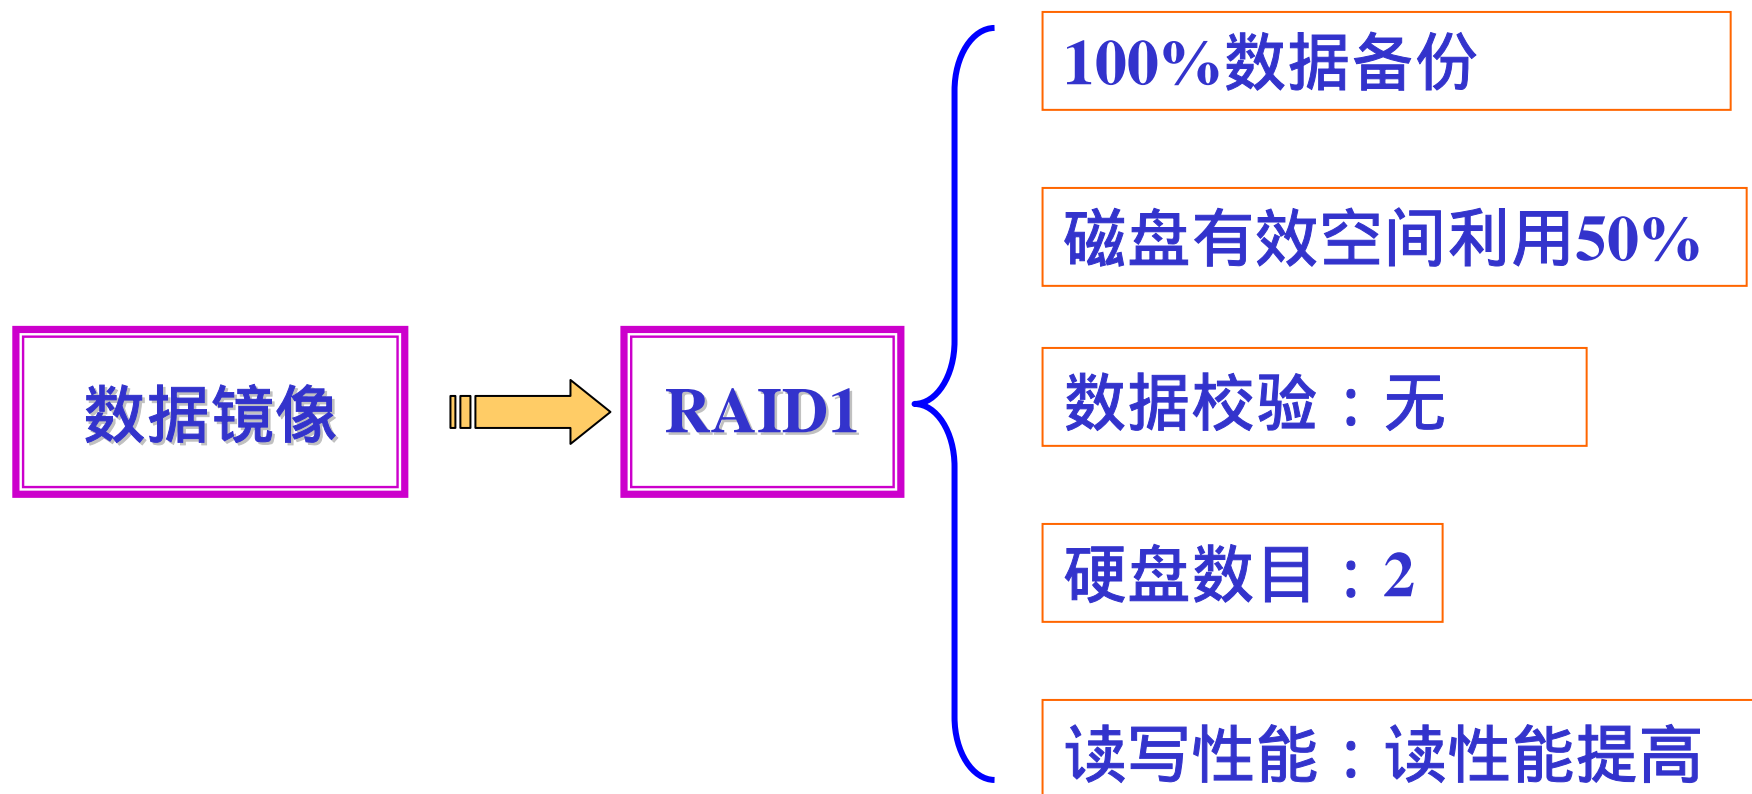 100%数据备份
磁盘有效空间利用50%
数据镜像
RAID1
数据校验：无
硬盘数目：2
读写性能：读性能提高